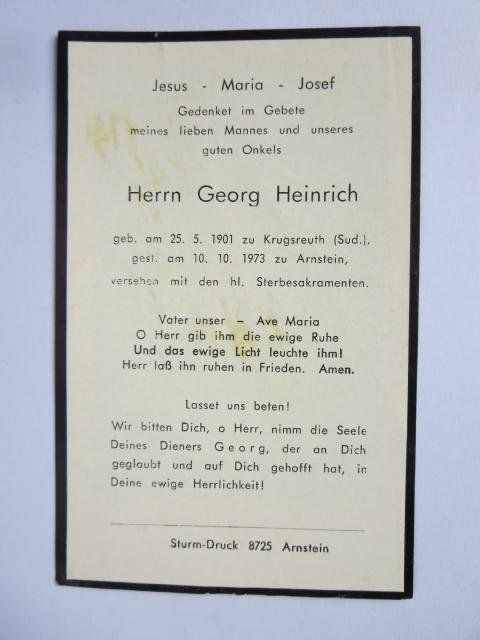 Jesus - Maria - Josef
Gedenket im Gebete
meines lieben Mannes und unseres
guten Onkels
Herrn Georg Heinrich
geb. am 25. 5. 1901 zu Krugsreuth (Sud.),
gest. am 10. 10. 1973 zu Arnstein,
versehen mit den hl. Sterbesakramenten.
Vater unser – Ave Maria
O Herr gib ihm die ewige Ruhe
Und das ewige Licht leuchte ihm!
Herr laß ihn ruhen in Frieden. Amen.
Lasset uns beten!
Wir bitten Dich, o Herr, nimm die Seele
Deines Dieners Georg, der an Dich
geglaubt und auf Dich gehofft hat, in
Deine ewige Herrlichkeit!
Sturm-Druck 8725 Arnstein